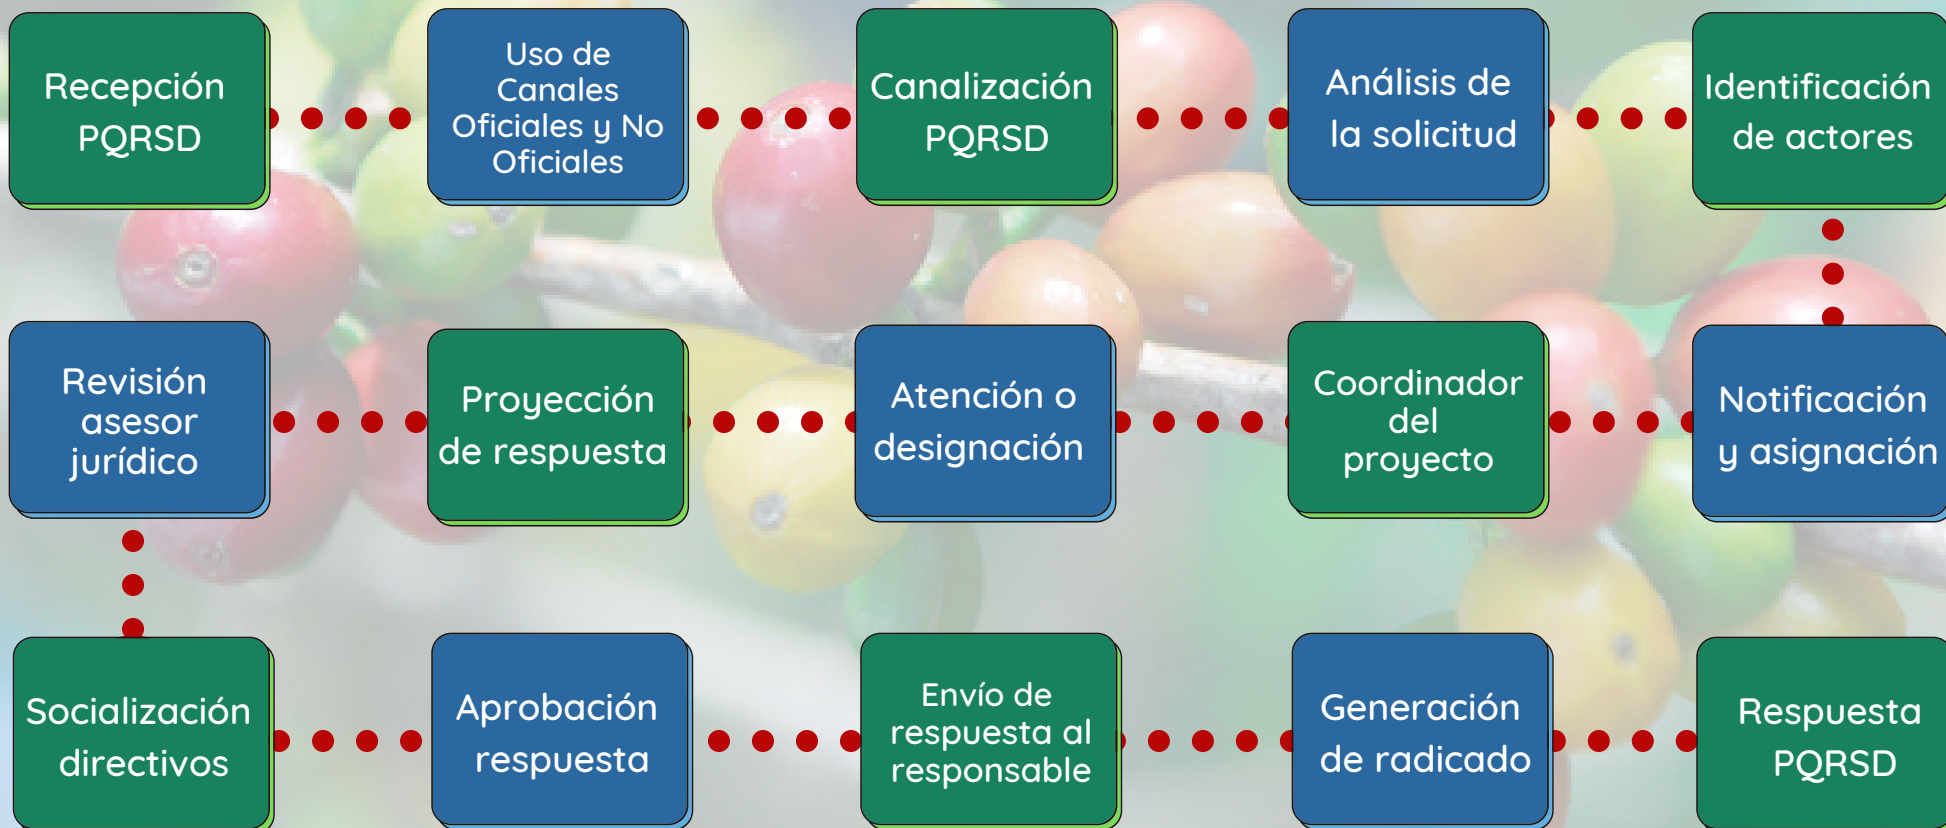 Recepción
PQRSD
Uso de
Canales
Oficiales y No
Oficiales
Canalización
PQRSD
Análisis de
la solicitud
Identificación
de actores
Revisión
asesor
jurídico
Proyección
de respuesta
Atención o
designación
Coordinador
del
proyecto
Notificación
y asignación
Socialización
directivos
Aprobación
respuesta
Envío de
respuesta al
responsable
Generación
de radicado
Respuesta
PQRSD